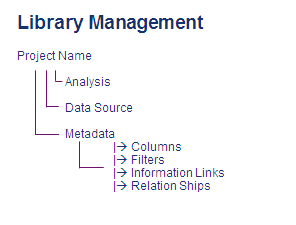 Library Management
Project Name
Analysis
Data Source
Metadata
|→ Columns
|→ Filters
|→ Information Links
|→ Relation Ships